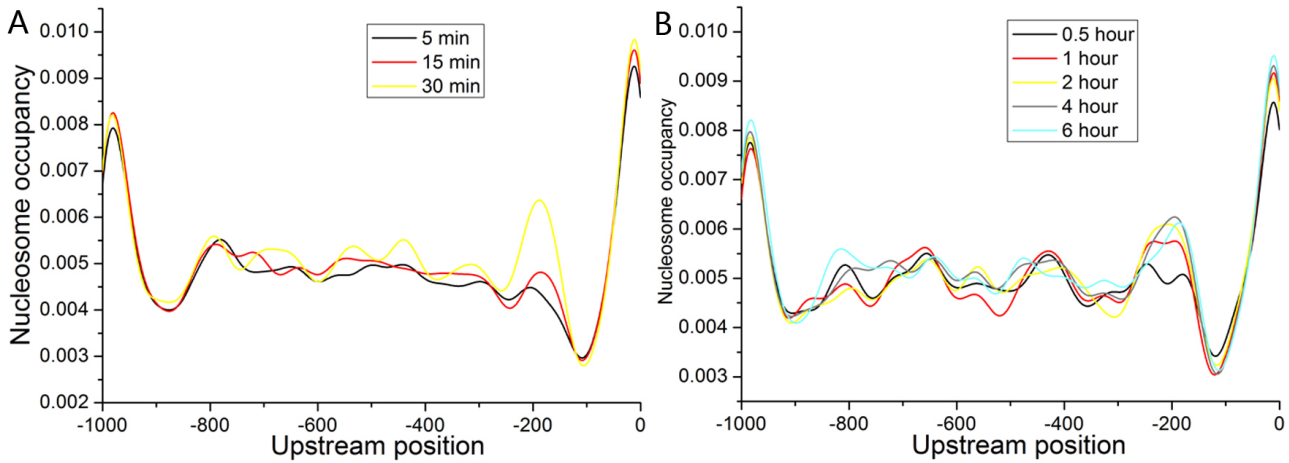 A
Nucleosome occupancy
0.010
0.009
0.008
0.007
0.006
0.005
0.004
0.003
0.002
5 min
15 min
30 min
-1000
-800
-600
-400
-200
0
Upstream position
B
Nucleosome occupancy
0.010
0.009
0.008
0.007
0.006
0.005
0.004
0.003
0.5 hour
1 hour
2 hour
4 hour
6 hour
-1000
-800
-600
-400
-200
0
Upstream position